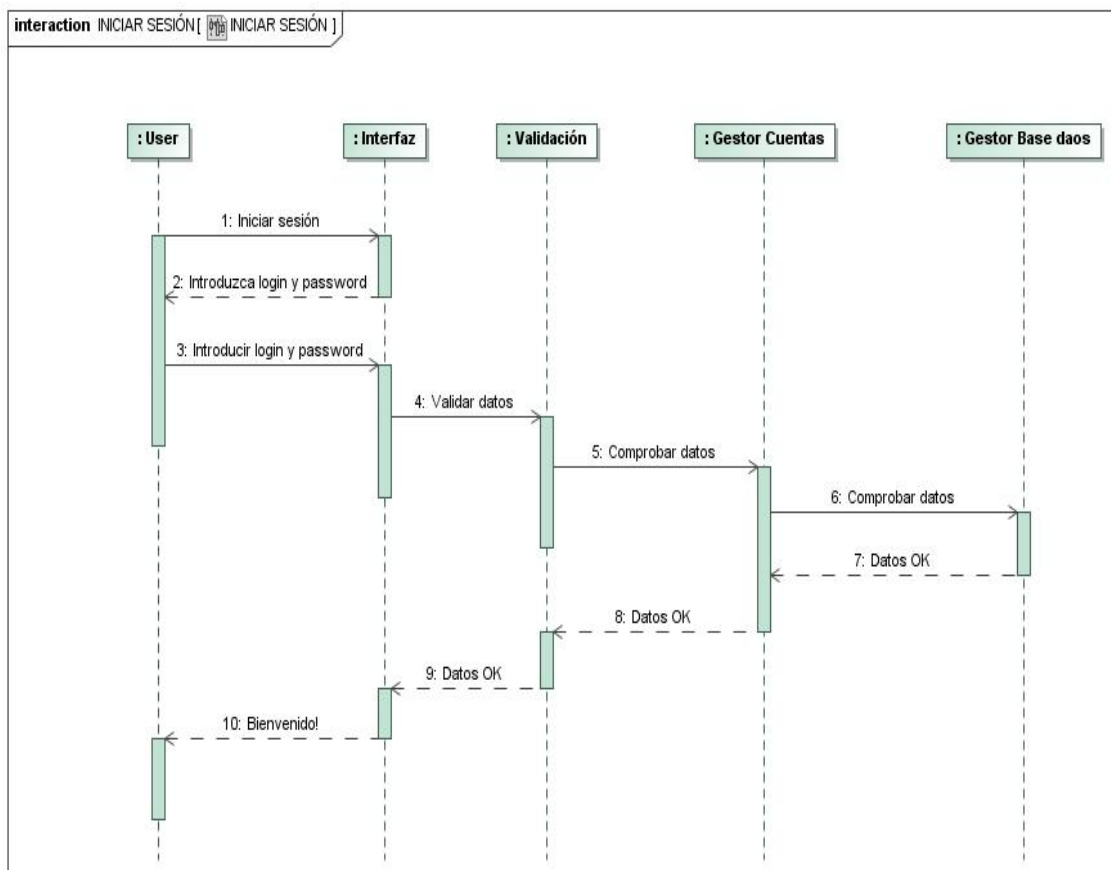 interaction INICIAR SESIÓN[ INICIAR SESIÓN ]
: User
: Interfaz
: Validación
: Gestor Cuentas
: Gestor Base daos
1: Iniciar sesión
2: Introduzca login y password
3: Introducir login y password
4: Validar datos
5: Comprobar datos
6: Comprobar datos
7: Datos OK
8: Datos OK
9: Datos OK
10: Bienvenido!